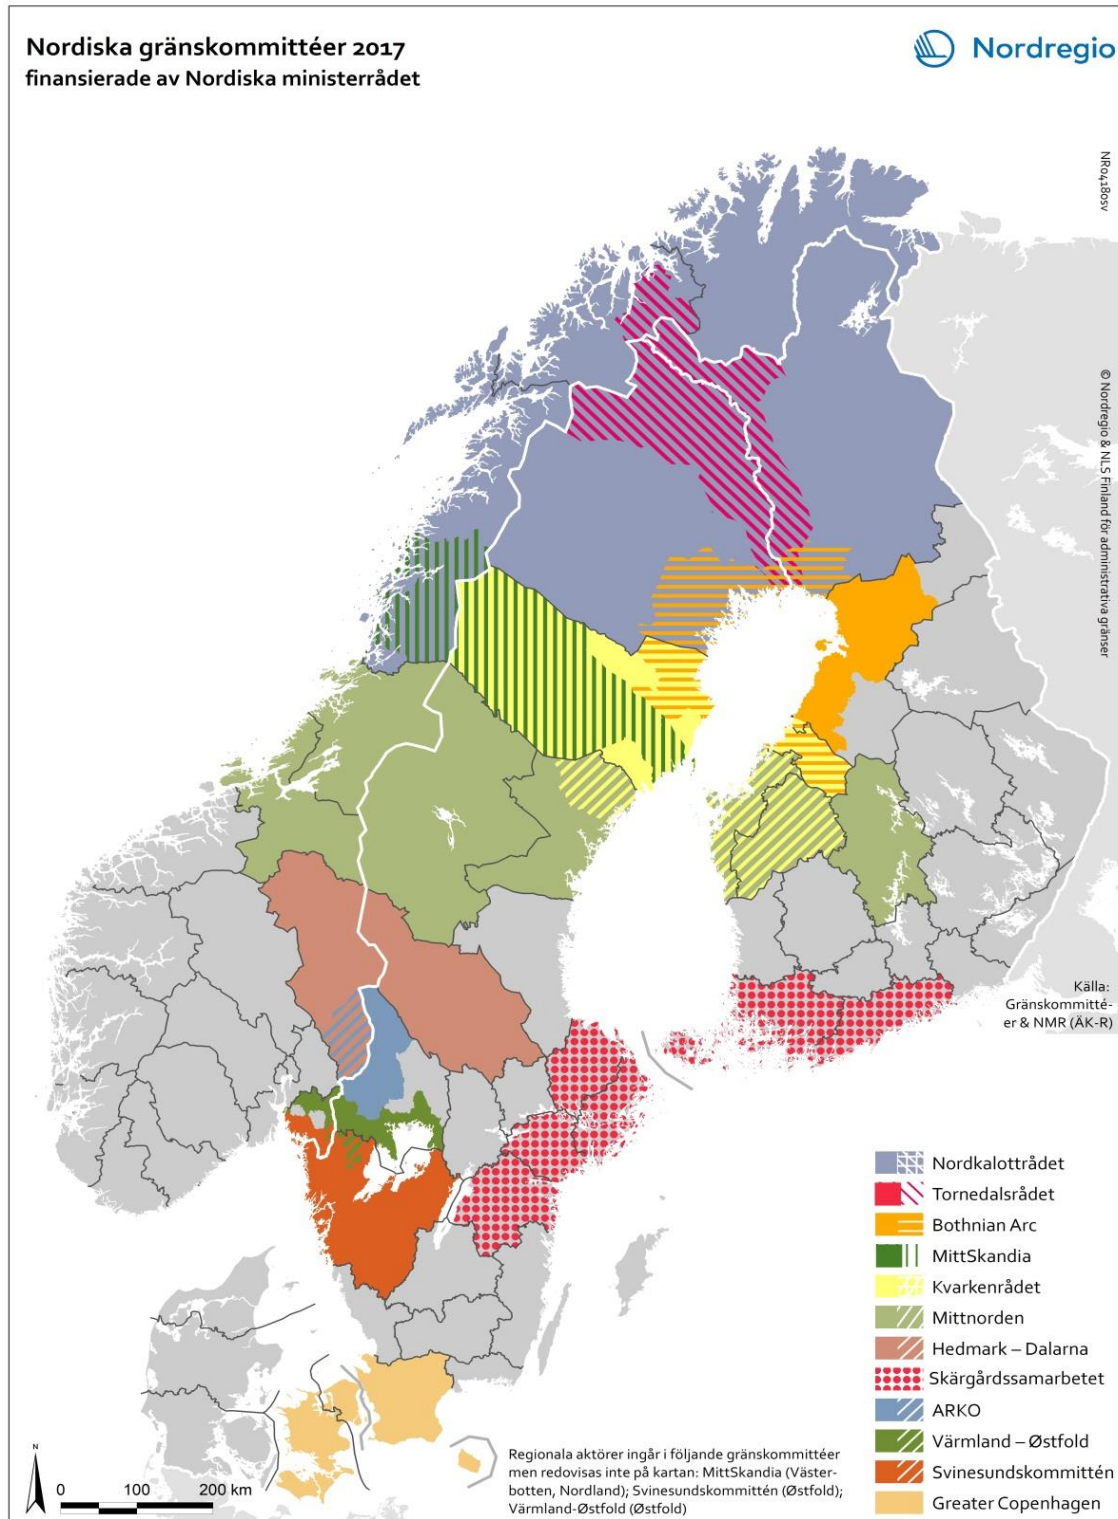 Nordiska gränskommittéer 2017
finansierade av Nordiska ministerrådet
Nordregio
NR04180sv
© Nordregio & NLS Finland för administrativa gränser
Källa:
Gränskommitté-
er & NMR (ÄK-R)
Nordkalottrådet
Tornedalsrådet
Bothnian Arc
MittSkandia
Kvarkenrådet
Mittnorden
Hedmark – Dalarna
Skärgårdssamarbetet
ARKO
Värmland – Østfold
Svinesundskommittén
Greater Copenhagen
N
0 100 200 km
Regionala aktörer ingår i följande gränskommittéer
men redovisas inte på kartan: MittSkandia (Väster-
botten, Nordland); Svinesundskommittén (Østfold);
Värmland-Østfold (Østfold)